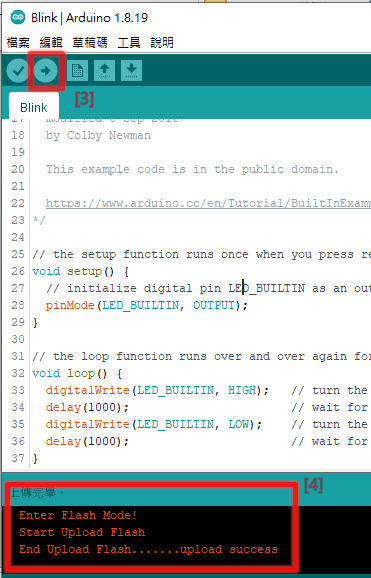 Blink | Arduino 1.8.19
檔案 編輯 草稿碼 工具 說明
[3]
Blink
17 modified 8 Sep 2016
18 by Colby Newman
19
20 This example code is in the public domain.
21
22 https://www.arduino.cc/en/Tutorial/BuiltInExam
23 */
24
25 // the setup function runs once when you press re
26 void setup() {
27 // initialize digital pin LED_BUILTIN as an out
28 pinMode(LED_BUILTIN, OUTPUT);
29 }
30
31 // the loop function runs over and over again for
32 void loop() {
33 digitalWrite(LED_BUILTIN, HIGH); // turn the
34 delay(1000); // wait for
35 digitalWrite(LED_BUILTIN, LOW); // turn the
36 delay(1000); // wait for
37 }
[4]
上傳完畢。
Enter Flash Mode!
Start Upload Flash
End Upload Flash.......upload success